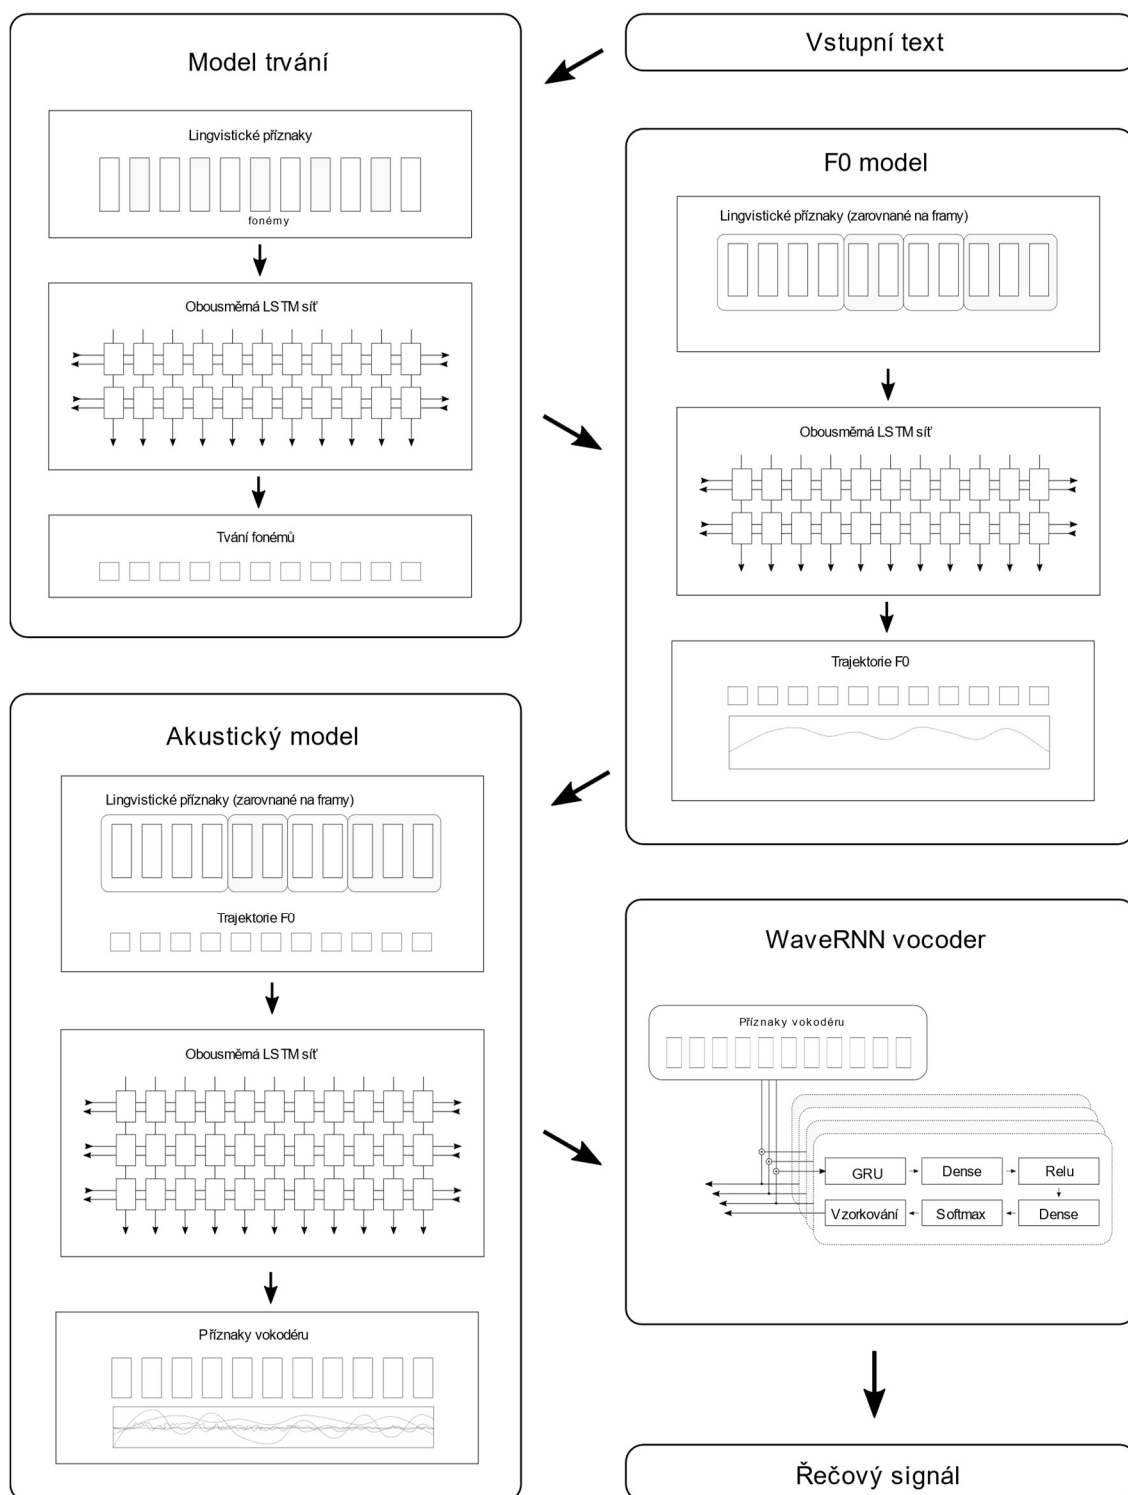 Vstupní text
Model trvání
Lingvistické příznaky
fonémy
Obousměrná LSTM síť
Tvání fonémů
F0 model
Lingvistické příznaky (zarovnané na framy)
Obousměrná LSTM síť
Trajektorie F0
Akustický model
Lingvistické příznaky (zarovnané na framy)
Trajektorie F0
Obousměrná LSTM síť
Příznaky vokodéru
WaveRNN vocoder
Příznaky vokodéru
GRU
Dense
Relu
Vzorkování
Softmax
Dense
Řečový signál